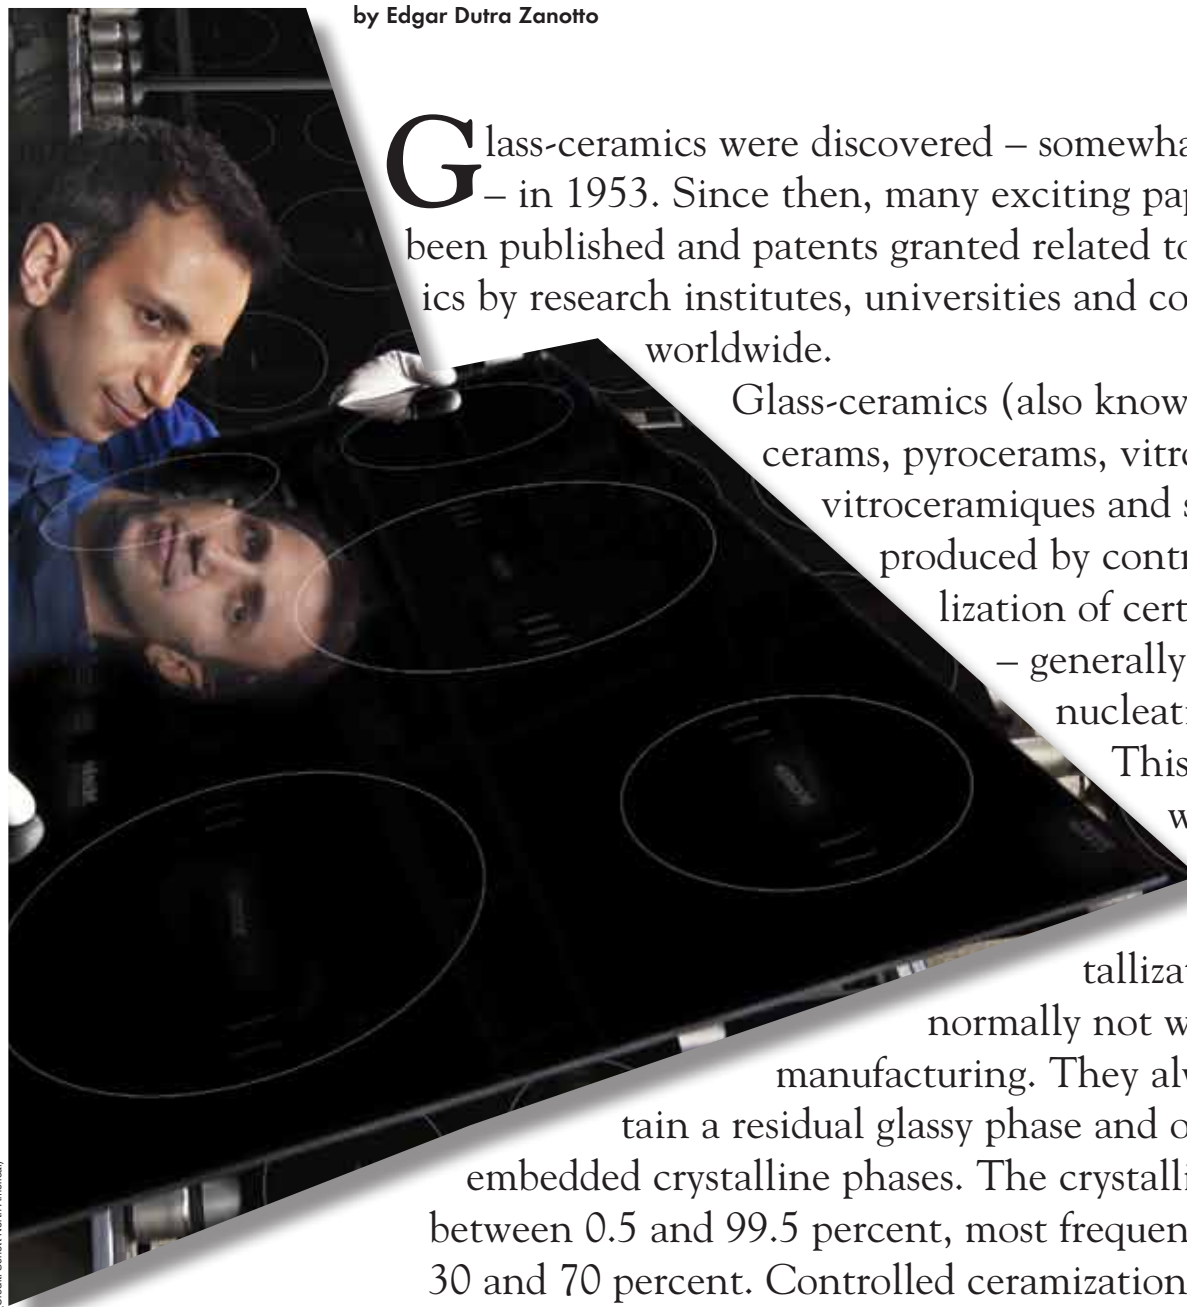 by Edgar Dutra Zanotto
Glass-ceramics were discovered – somewha
– in 1953. Since then, many exciting pap
been published and patents granted related to
ics by research institutes, universities and co
worldwide.
Glass-ceramics (also know
cerams, pyrocerams, vitro
vitroceramiques and s
produced by contr
lization of cert
– generally
nucleati
This
w
talliza
normally not w
manufacturing. They alw
tain a residual glassy phase and o
embedded crystalline phases. The crystalli
between 0.5 and 99.5 percent, most frequen
30 and 70 percent. Controlled ceramization